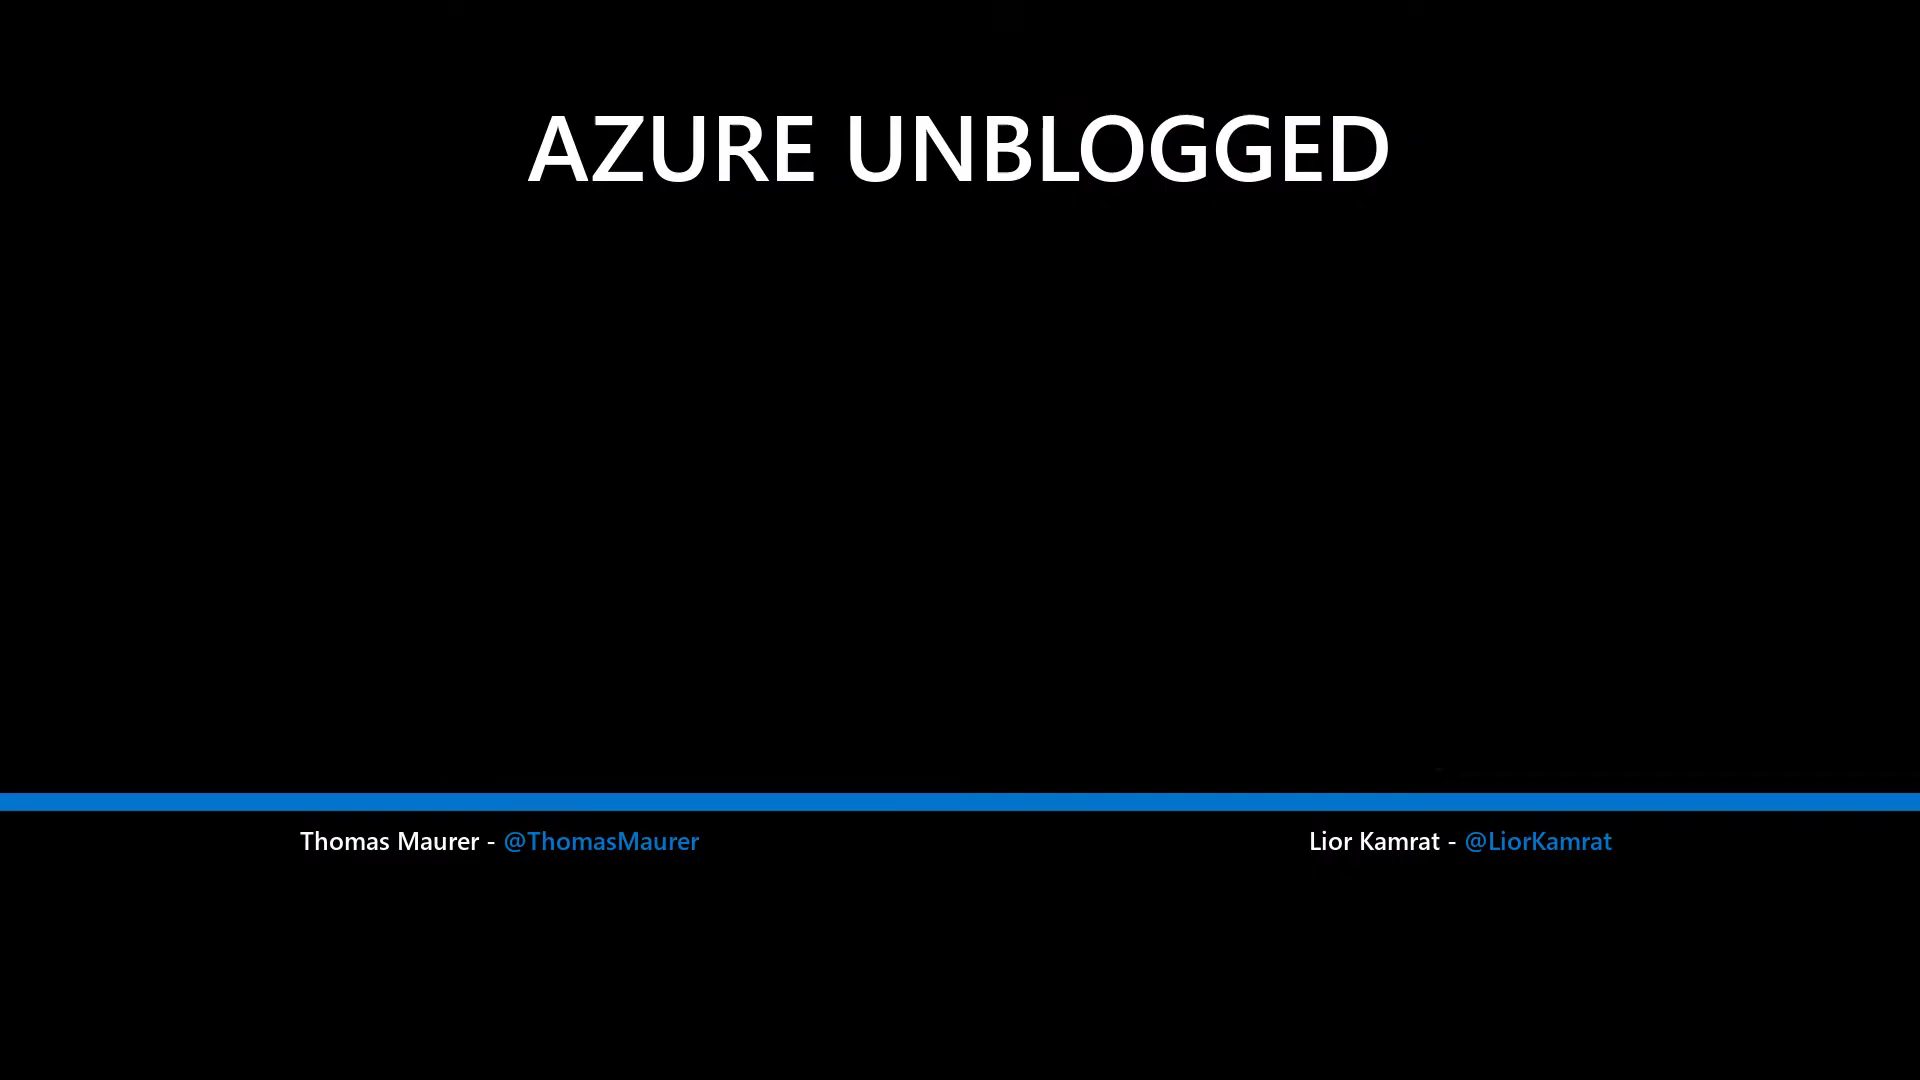 AZURE UNBLOGGED
Thomas Maurer - @ThomasMaurer
Lior Kamrat - @LiorKamrat